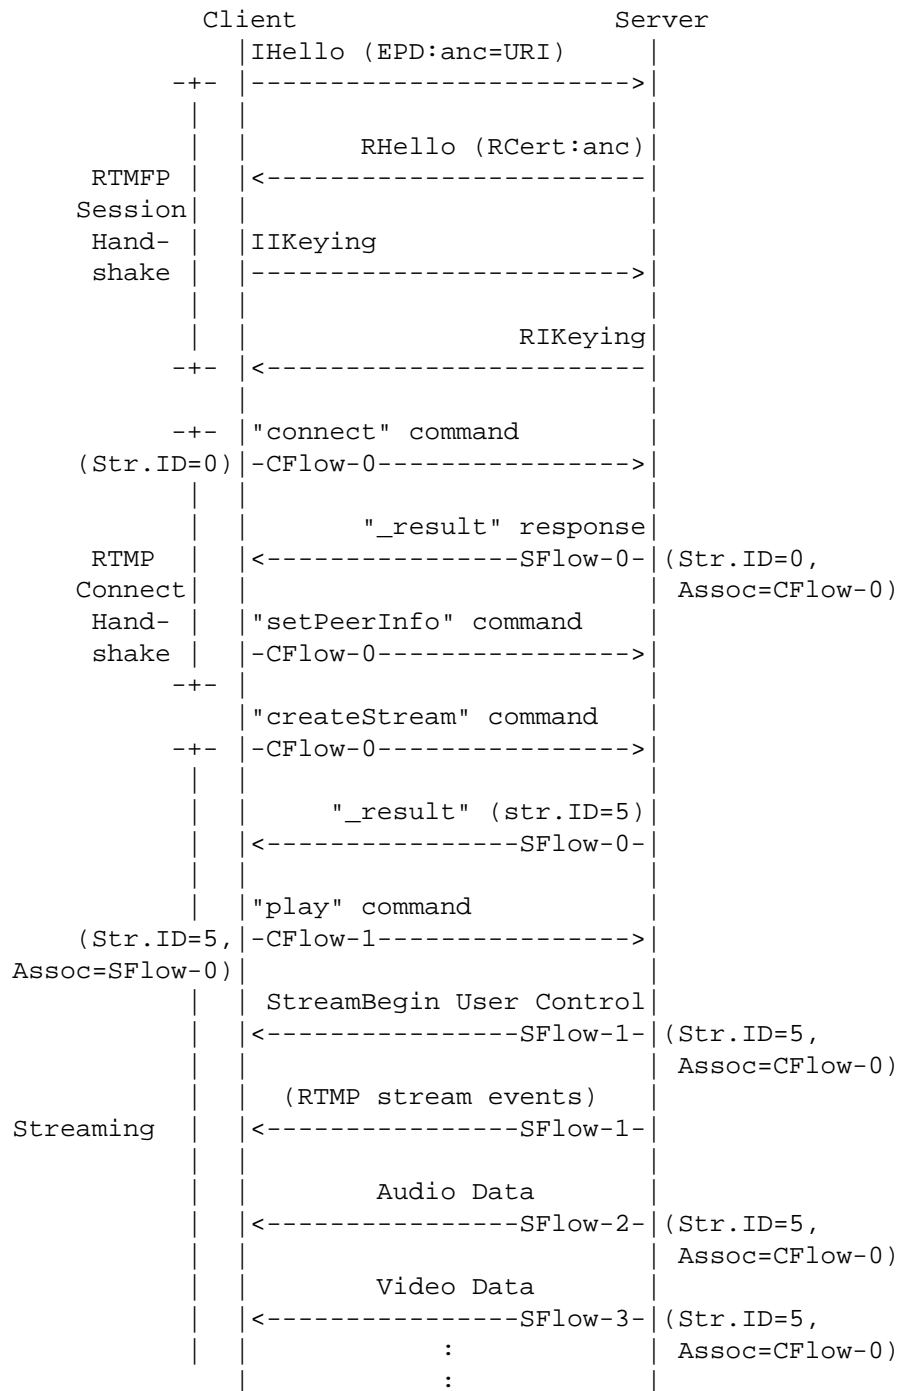 Client Server
IHello (EPD:anc=URI)
-+- |------------------------>|
RHello (RCert:anc)|
RTMFP | |<------------------------|
Session| | |
Hand- | |IIKeying |
shake | |------------------------>|
RIKeying|
-+- |<------------------------|
-+- |"connect" command |
(Str.ID=0)|-CFlow-0---------------->|
"_result" response|
RTMP | |<----------------SFlow-0-|(Str.ID=0,
Connect| | | Assoc=CFlow-0)
Hand- | |"setPeerInfo" command |
shake | |-CFlow-0---------------->|
-+- | |
|"createStream" command |
-+- |-CFlow-0---------------->|
"_result" (str.ID=5)|
|<----------------SFlow-0-|
|"play" command |
(Str.ID=5,|-CFlow-1---------------->|
Assoc=SFlow-0)| |
StreamBegin User Control|
|<----------------SFlow-1-|(Str.ID=5,
Assoc=CFlow-0)
(RTMP stream events)
Streaming | |<----------------SFlow-1-|
Audio Data |
|<----------------SFlow-2-|(Str.ID=5,
Assoc=CFlow-0)
Video Data |
|<----------------SFlow-3-|(Str.ID=5,
: | Assoc=CFlow-0)
: